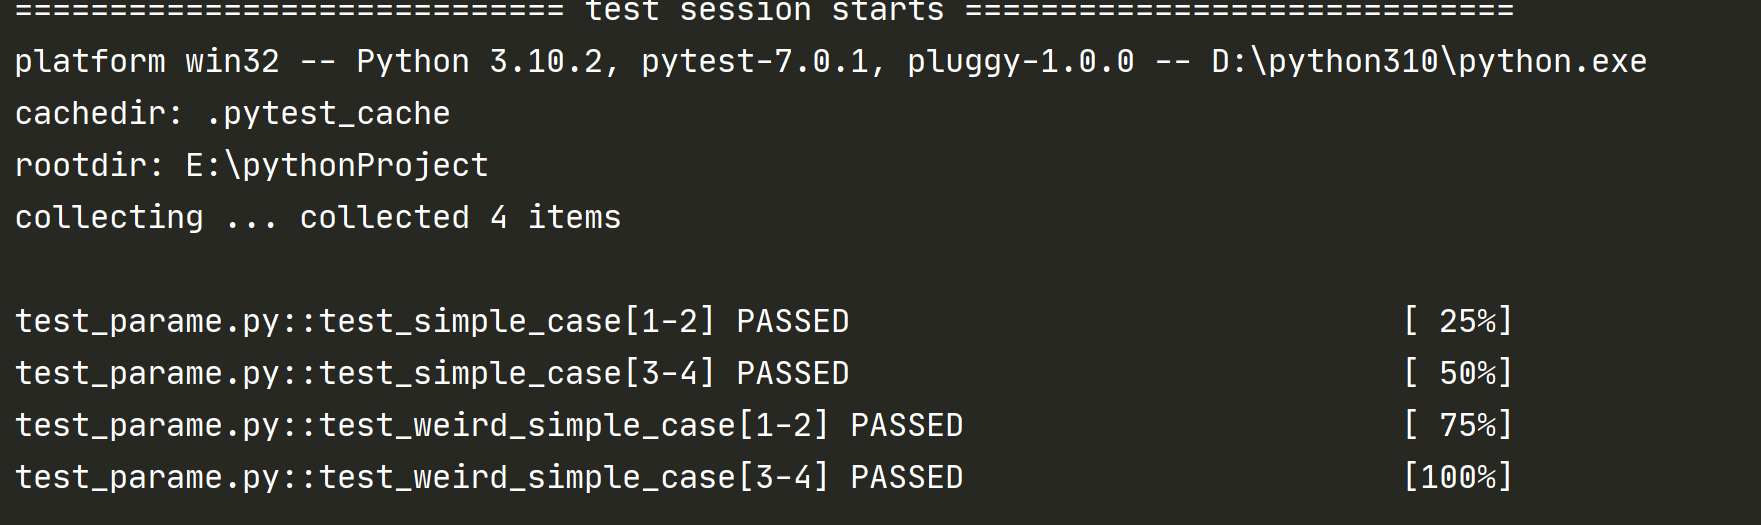 ============================= test session starts =============================
platform win32 -- Python 3.10.2, pytest-7.0.1, pluggy-1.0.0 -- D:\python310\python.exe
cachedir: .pytest_cache
rootdir: E:\pythonProject
collecting ... collected 4 items
test_parame.py::test_simple_case[1-2] PASSED                             [ 25%]
test_parame.py::test_simple_case[3-4] PASSED                             [ 50%]
test_parame.py::test_weird_simple_case[1-2] PASSED                       [ 75%]
test_parame.py::test_weird_simple_case[3-4] PASSED                       [100%]